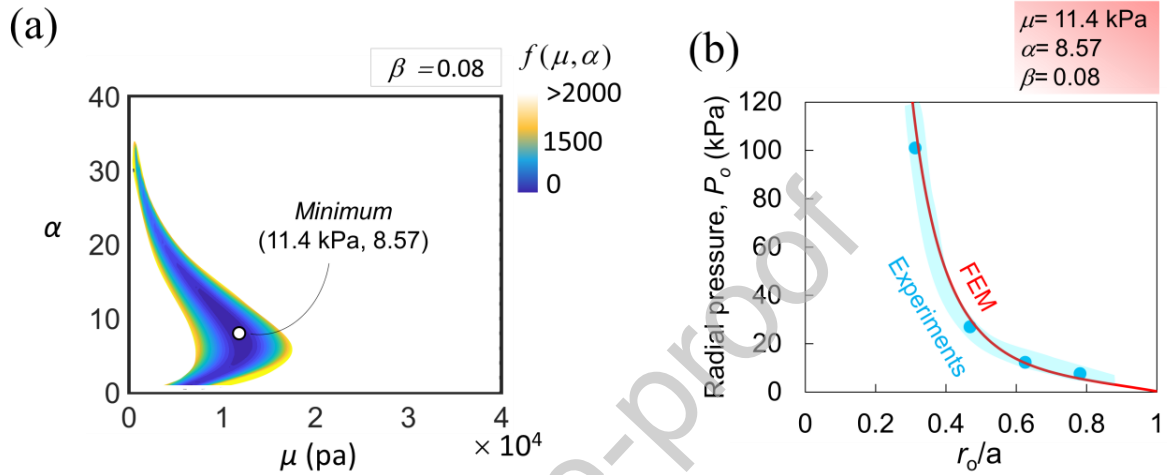 (a)
β = 0.08
f(μ, α)
>2000
1500
0
40
30
20
10
0
α
Minimum
(11.4 kPa, 8.57)
0
1
2
3
4
× 10⁴
μ (pa)
(b)
μ= 11.4 kPa
α= 8.57
β= 0.08
120
100
80
60
40
20
0
Radial pressure, Pₒ (kPa)
Experiments
FEM
0
0.2
0.4
0.6
0.8
1
rₒ/a
e-proof